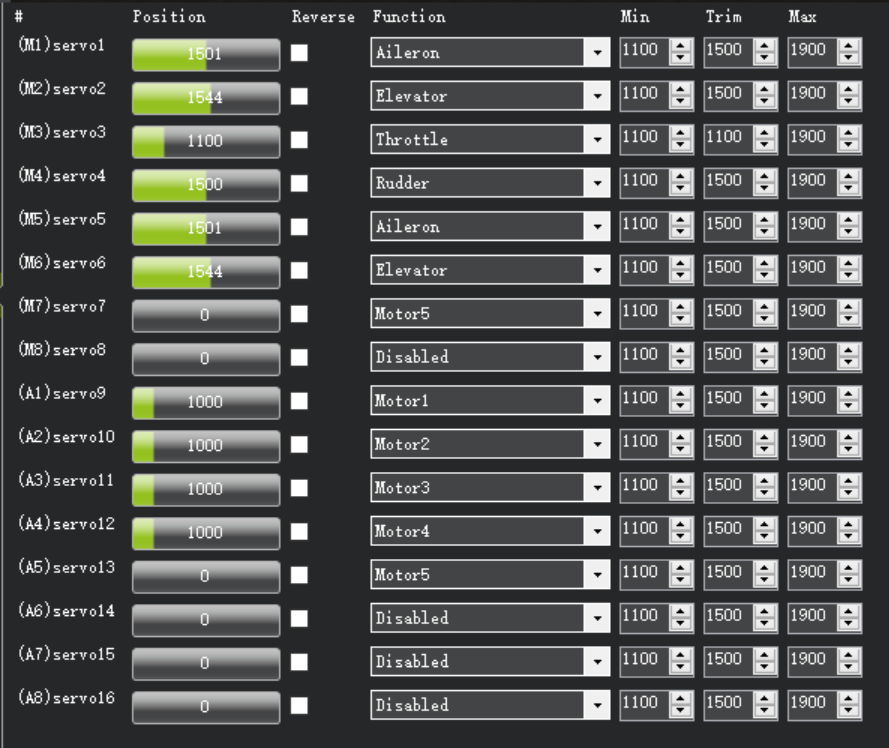 # Position Reverse Function Min Trim Max
(M1)servo1 1501 Aileron 1100 1500 1900
(M2)servo2 1544 Elevator 1100 1500 1900
(M3)servo3 1100 Throttle 1100 1100 1900
(M4)servo4 1500 Rudder 1100 1500 1900
(M5)servo5 1501 Aileron 1100 1500 1900
(M6)servo6 1544 Elevator 1100 1500 1900
(M7)servo7 0 Motor5 1100 1500 1900
(M8)servo8 0 Disabled 1100 1500 1900
(A1)servo9 1000 Motor1 1100 1500 1900
(A2)servo10 1000 Motor2 1100 1500 1900
(A3)servo11 1000 Motor3 1100 1500 1900
(A4)servo12 1000 Motor4 1100 1500 1900
(A5)servo13 0 Motor5 1100 1500 1900
(A6)servo14 0 Disabled 1100 1500 1900
(A7)servo15 0 Disabled 1100 1500 1900
(A8)servo16 0 Disabled 1100 1500 1900